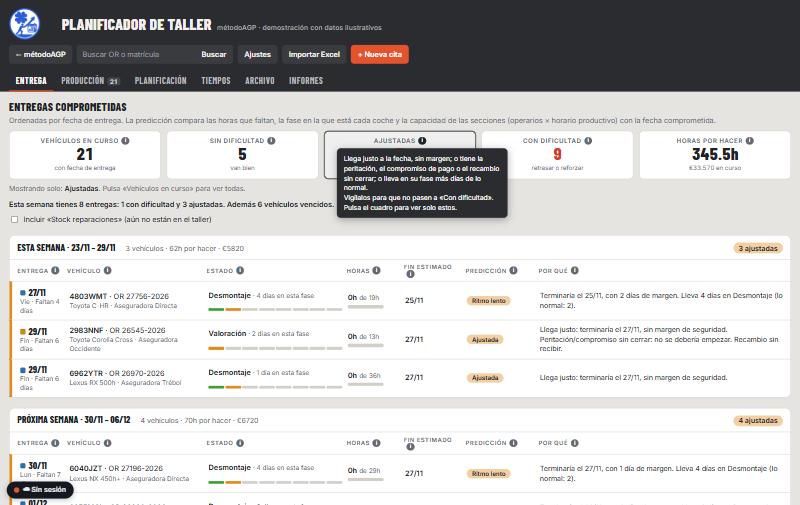 PLANIFICADOR DE TALLER métodoAGP · demostración con datos ilustrativos
← métodoAGP Buscar OR o matrícula Buscar Ajustes Importar Excel + Nueva cita
ENTREGA PRODUCCIÓN 21 PLANIFICACIÓN TIEMPOS ARCHIVO INFORMES
ENTREGAS COMPROMETIDAS
Ordenadas por fecha de entrega. La predicción compara las horas que faltan, la fase en la que está cada coche y la capacidad de las secciones (operarios × horario productivo) con la fecha comprometida.
VEHÍCULOS EN CURSO
21
con fecha de entrega
SIN DIFICULTAD
5
van bien
AJUSTADAS
CON DIFICULTAD
9
retrasar o reforzar
HORAS POR HACER
345.5h
€33.570 en curso
Llega justo a la fecha, sin margen; o tiene la
peritación, el compromiso de pago o el recambio
sin cerrar; o lleva en su fase más días de lo
normal.
Vigílalos para que no pasen a «Con dificultad».
Pulsa el cuadro para ver solo estos.
Mostrando solo: Ajustadas. Pulsa «Vehículos en curso» para ver todas.
Esta semana tienes 8 entregas: 1 con dificultad y 3 ajustadas. Además 6 vehículos vencidos.
Incluir «Stock reparaciones» (aún no están en el taller)
ESTA SEMANA · 23/11 – 29/11 3 vehículos · 62h por hacer · €5820 3 ajustadas
ENTREGA VEHÍCULO ESTADO HORAS FIN ESTIMADO PREDICCIÓN POR QUÉ
27/11
Vie · Faltan 4
días
4803WMT · OR 27756-2026
Toyota C-HR · Aseguradora Directa
Desmontaje · 4 días en esta fase
0h de 19h
25/11
Ritmo lento
Terminaría el 25/11, con 2 días de margen. Lleva 4 días en Desmontaje (lo
normal: 2).
29/11
Fin · Faltan 6
días
2983NNF · OR 26545-2026
Toyota Corolla Cross · Aseguradora
Occidente
Valoración · 2 días en esta fase
0h de 13h
27/11
Ajustada
Llega justo: terminaría el 27/11, sin margen de seguridad.
Peritación/compromiso sin cerrar: no se debería empezar. Recambio sin
recibir.
29/11
Fin · Faltan 6
días
6962YTR · OR 26970-2026
Lexus RX 500h · Aseguradora Trébol
Desmontaje · 1 día en esta fase
0h de 36h
27/11
Ajustada
Llega justo: terminaría el 27/11, sin margen de seguridad.
PRÓXIMA SEMANA · 30/11 – 06/12 4 vehículos · 70h por hacer · €6720 4 ajustadas
ENTREGA VEHÍCULO ESTADO HORAS FIN ESTIMADO PREDICCIÓN POR QUÉ
30/11
Lun · Faltan 7
6040JZT · OR 27196-2026
Lexus NX 450h+ · Aseguradora Directa
Desmontaje · 4 días en esta fase
0h de 29h
27/11
Ritmo lento
Terminaría el 27/11, con 1 día de margen. Lleva 4 días en Desmontaje (lo
normal: 2).
Sin sesión
01/12